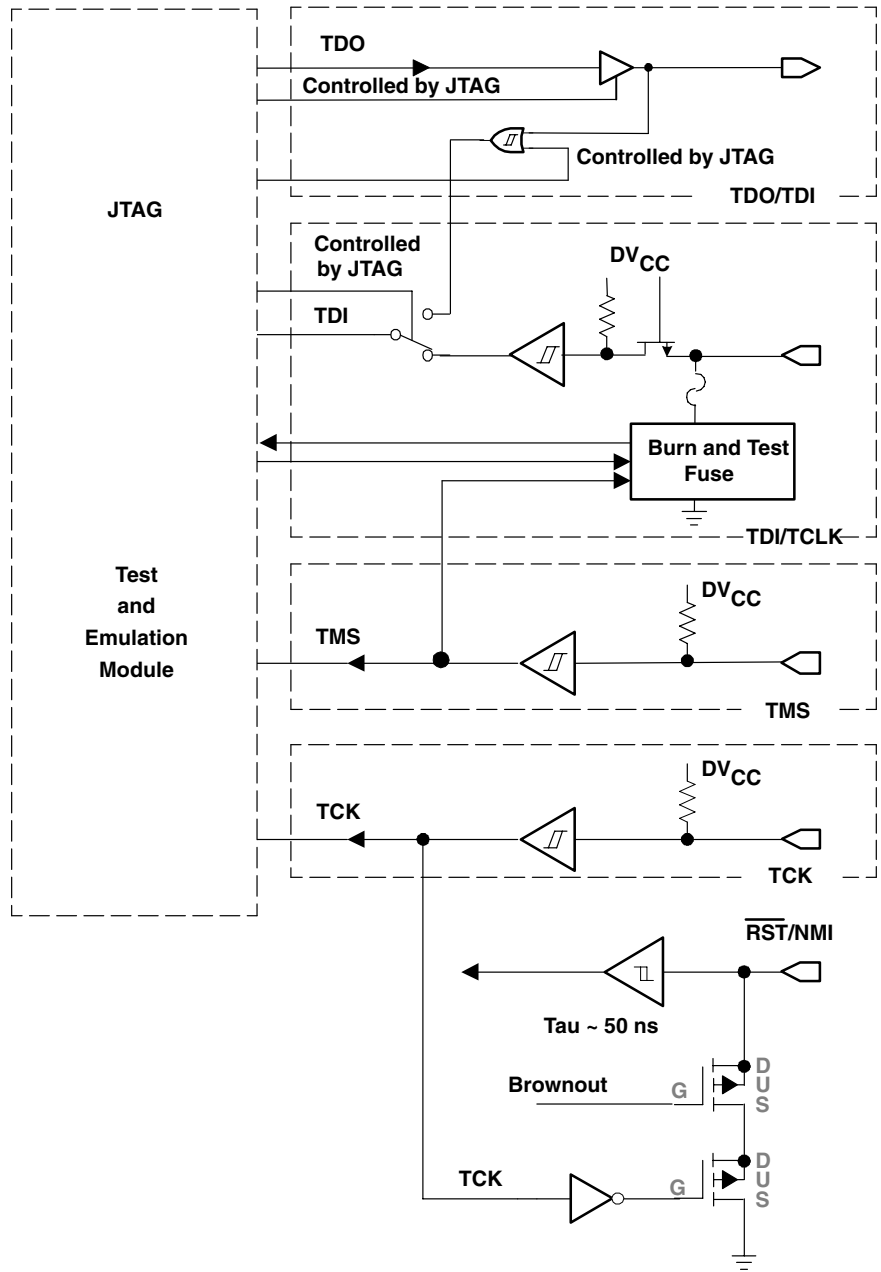 TDO
Controlled by JTAG
Controlled by JTAG
TDO/TDI
JTAG
Controlled
by JTAG
TDI
DVCC
Burn and Test
Fuse
TDI/TCLK
Test
and
Emulation
Module
TMS
DVCC
TMS
TCK
DVCC
TCK
RST/NMI
Tau ~ 50 ns
Brownout
G
D
U
S
TCK
G
D
U
S